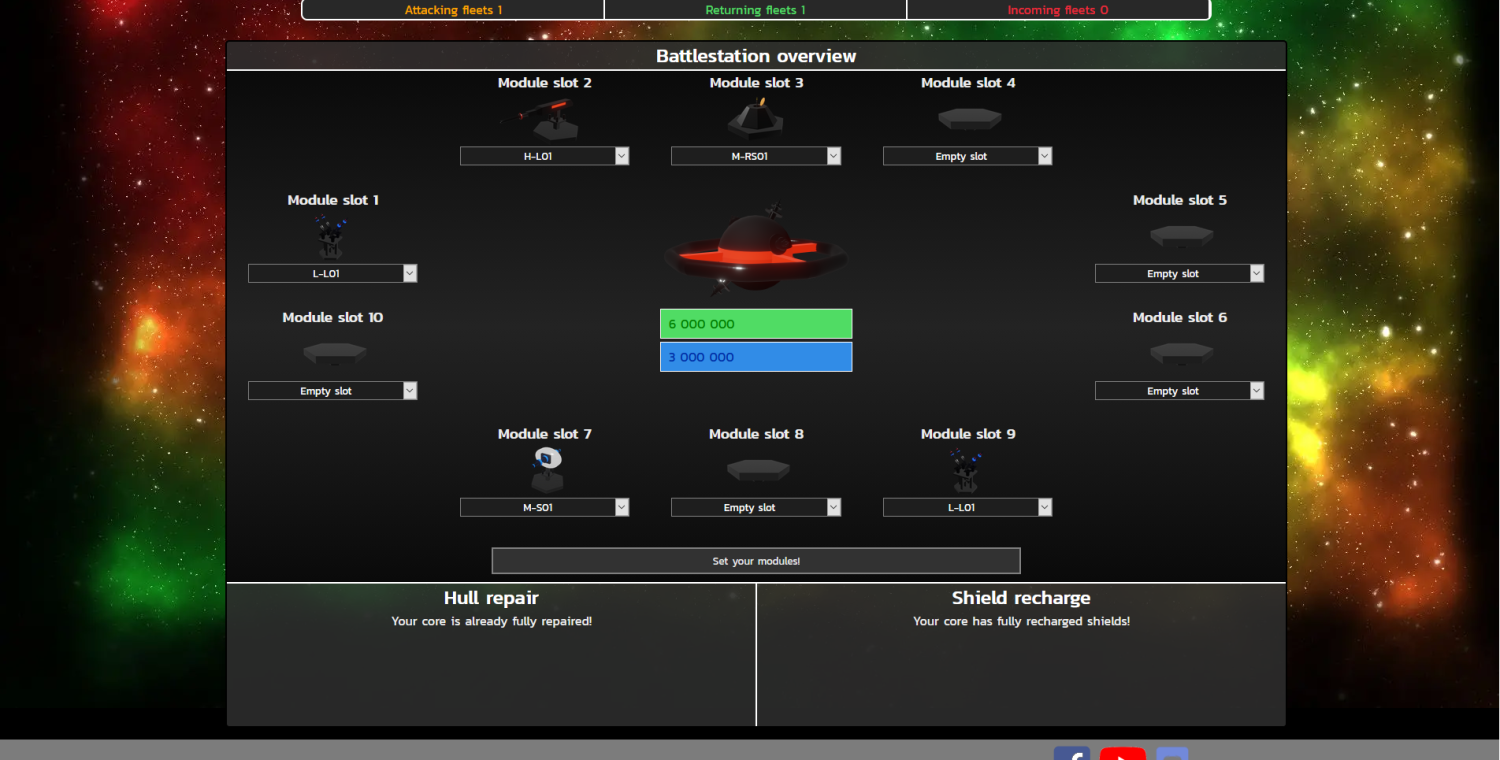 Attacking fleets 1
Returning fleets 1
Incoming fleets 0
Battlestation overview
Module slot 2
Module slot 3
Module slot 4
H-L01
M-RS01
Empty slot
Module slot 1
Module slot 5
L-L01
Empty slot
Module slot 10
Module slot 6
6 000 000
3 000 000
Empty slot
Empty slot
Module slot 7
Module slot 8
Module slot 9
M-S01
Empty slot
L-L01
Set your modules!
Hull repair
Shield recharge
Your core is already fully repaired!
Your core has fully recharged shields!